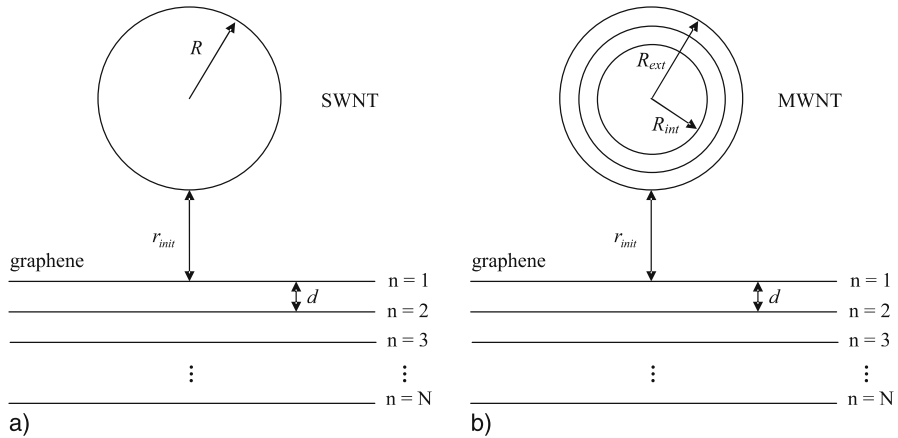 R
SWNT
r_init
graphene
n = 1
d
n = 2
n = 3
n = N
a)
R_ext
R_int
MWNT
r_init
graphene
n = 1
d
n = 2
n = 3
n = N
b)